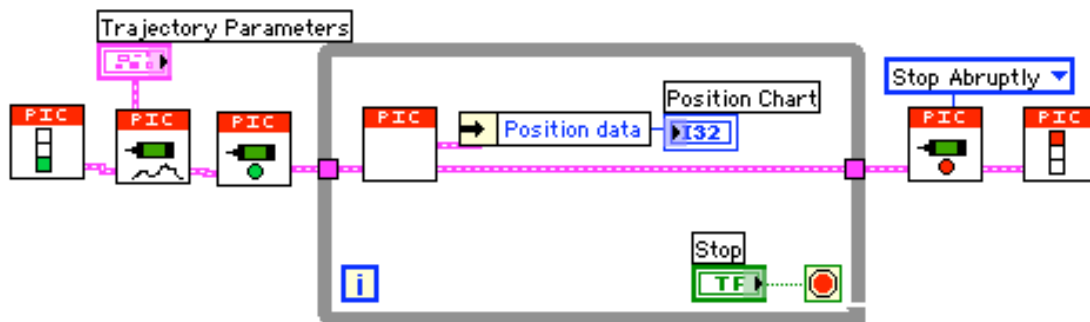 Trajectory Parameters
Stop Abruptly
Position Chart
PIC
PIC
PIC
PIC
Position data
I32
PIC
PIC
Stop
i
TF